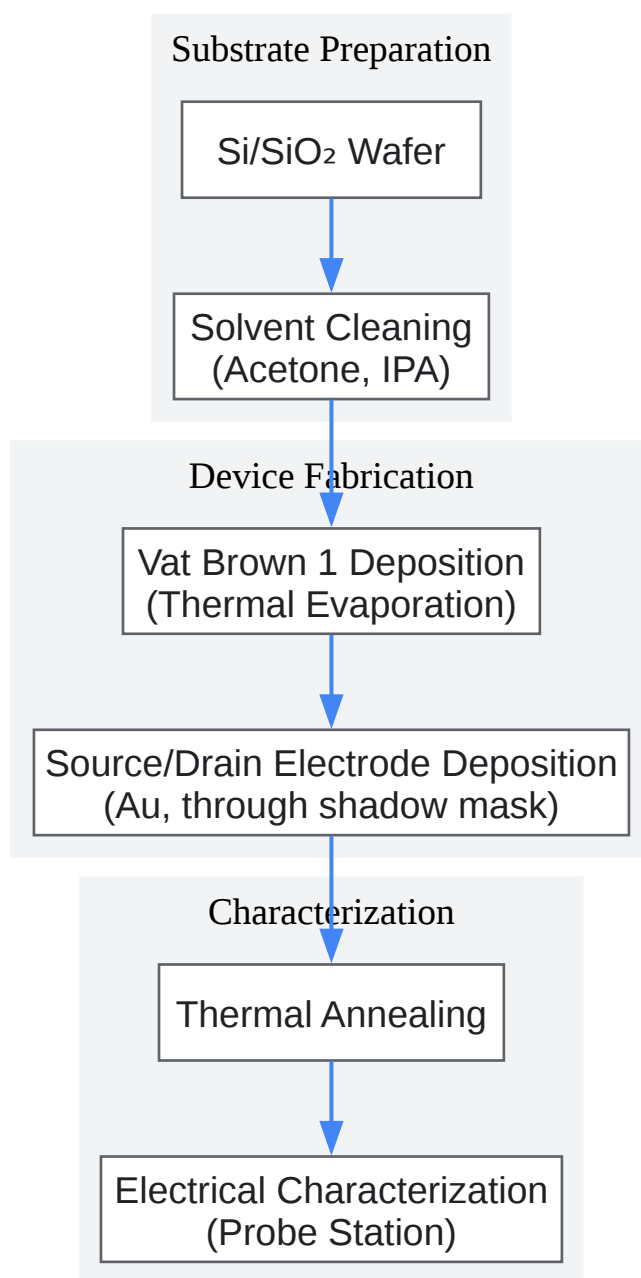 Substrate Preparation
Si/SiO₂ Wafer
Solvent Cleaning
(Acetone, IPA)
Device Fabrication
Vat Brown 1 Deposition
(Thermal Evaporation)
Source/Drain Electrode Deposition
(Au, through shadow mask)
Characterization
Thermal Annealing
Electrical Characterization
(Probe Station)